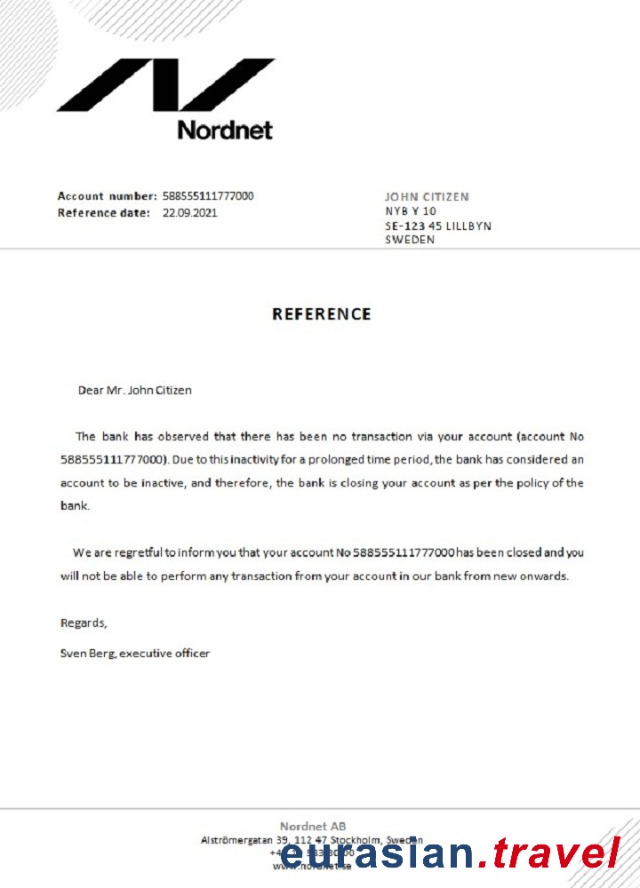 Nordnet
Account number: 588555111777000
Reference date: 22.09.2021
JOHN CITIZEN
NYB Y 10
SE-123 45 LILLBYN
SWEDEN
REFERENCE
Dear Mr. John Citizen
The bank has observed that there has been no transaction via your account (account No
588555111777000). Due to this inactivity for a prolonged time period, the bank has considered an
account to be inactive, and therefore, the bank is closing your account as per the policy of the
bank.
We are regretful to inform you that your account No 588555111777000 has been closed and you
will not be able to perform any transaction from your account in our bank from new onwards.
Regards,
Sven Berg, executive officer
Nordnet AB
Alströmergatan 39, 112 47 Stockholm, Sweden
eurasian.travel
www.nordnet.se